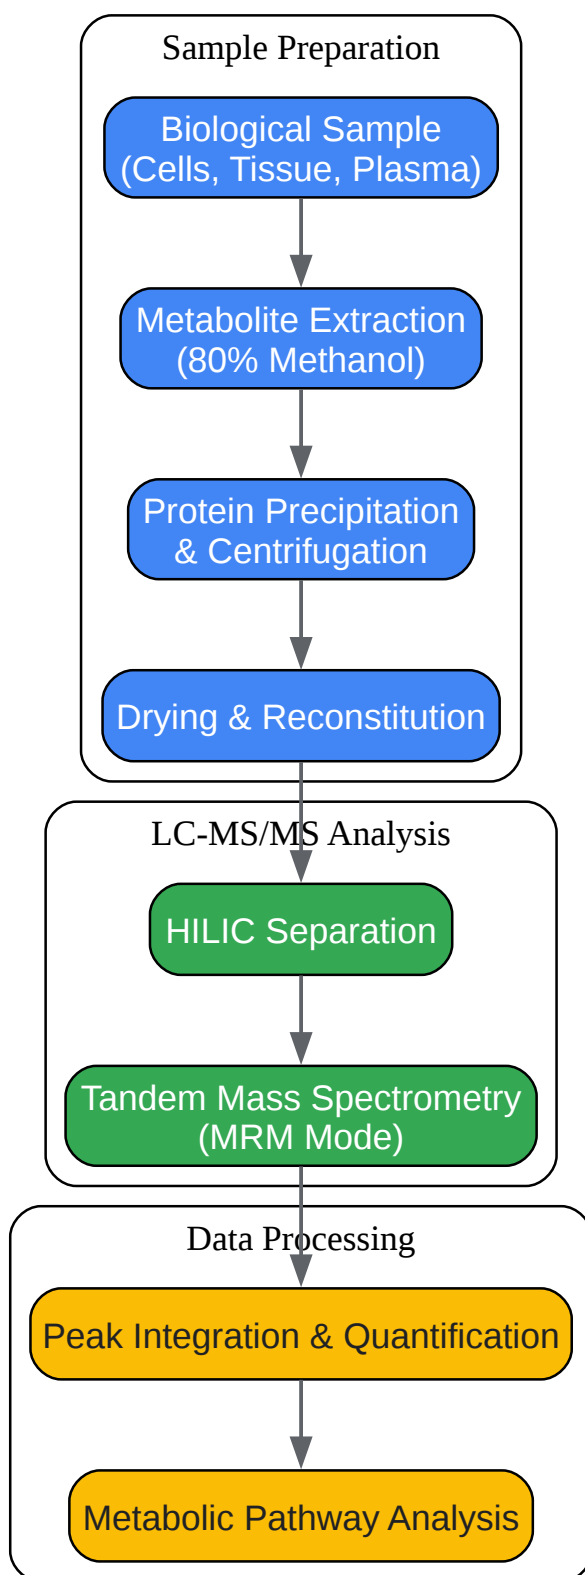 Sample Preparation
Biological Sample
(Cells, Tissue, Plasma)
Metabolite Extraction
(80% Methanol)
Protein Precipitation
& Centrifugation
Drying & Reconstitution
LC-MS/MS Analysis
HILIC Separation
Tandem Mass Spectrometry
(MRM Mode)
Data Processing
Peak Integration & Quantification
Metabolic Pathway Analysis